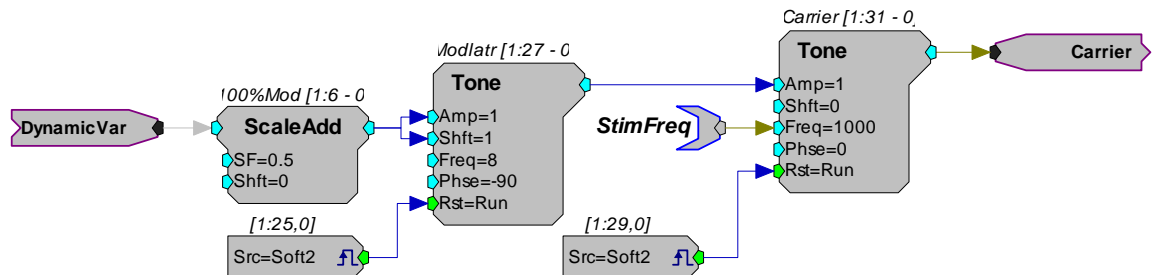 DynamicVar
100%Mod [1:6 - 0
ScaleAdd
SF=0.5
Shft=0
[1:25,0]
Src=Soft2
Modlatr [1:27 - 0
Tone
Amp=1
Shft=1
Freq=8
Phse=-90
Rst=Run
StimFreq
[1:29,0]
Src=Soft2
Carrier [1:31 - 0]
Tone
Amp=1
Shft=0
Freq=1000
Phse=0
Rst=Run
Carrier